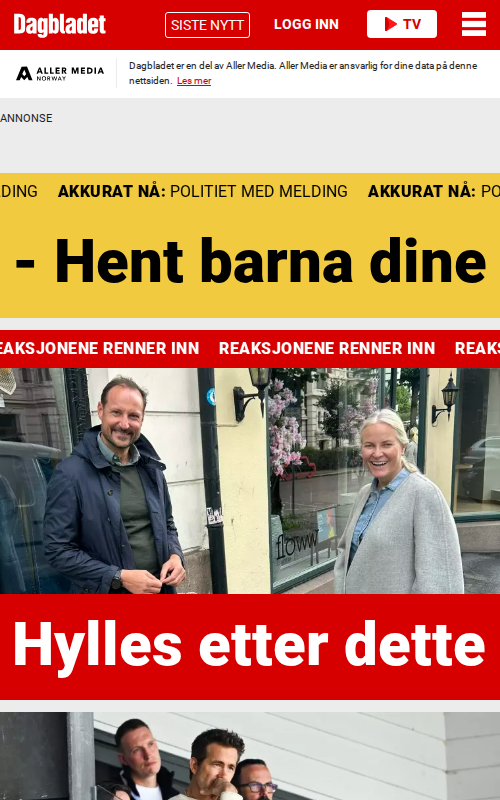 Dagbladet
SISTE NYTT
LOGG INN
TV
ALLER MEDIA
NORWAY
Dagbladet er en del av Aller Media. Aller Media er ansvarlig for dine data på denne
nettsiden. Les mer
ANNONSE
DING AKKURAT NÅ: POLITIET MED MELDING AKKURAT NÅ: PO
- Hent barna dine
EAKSJONENE RENNER INN REAKSJONENE RENNER INN REAKS
floww
Hylles etter dette